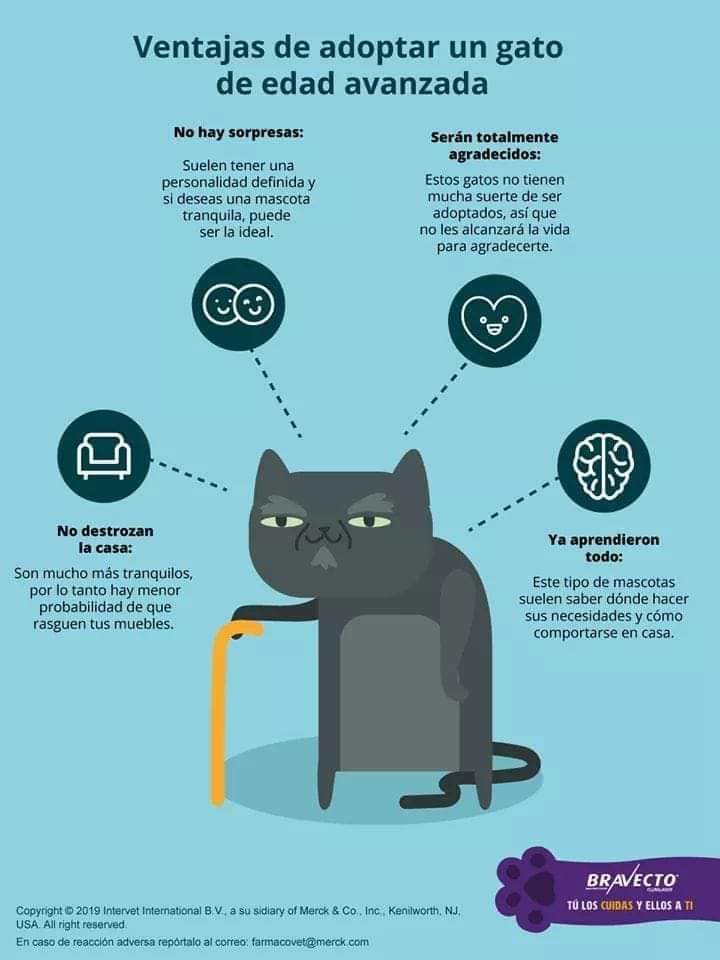 Ventajas de adoptar un gato
de edad avanzada
No hay sorpresas:
Suelen tener una
personalidad definida y
si deseas una mascota
tranquila, puede
ser la ideal.
Serán totalmente
agradecidos:
Estos gatos no tienen
mucha suerte de ser
adoptados, así que
no les alcanzará la vida
para agradecerte.
No destrozan
la casa:
Son mucho más tranquilos,
por lo tanto hay menor
probabilidad de que
rasguen tus muebles.
Ya aprendieron
todo:
Este tipo de mascotas
suelen saber dónde hacer
sus necesidades y cómo
comportarse en casa.
BRAVECTO
TÚ LOS CUIDAS Y ELLOS A TI
Copyright © 2019 Intervet International B.V., a su sidiary of Merck & Co., Inc., Kenilworth, NJ,
USA. All right reserved.
En caso de reacción adversa repórtalo al correo: farmacovet@merck.com